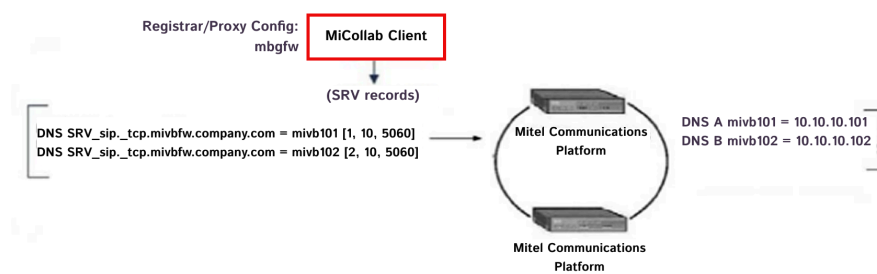 Registrar/Proxy Config:
mbgfw
MiCollab Client
(SRV records)
DNS SRV_sip._tcp.mivbfw.company.com = mivb101 [1, 10, 5060]
DNS SRV_sip._tcp.mivbfw.company.com = mivb102 [2, 10, 5060]
Mitel Communications
Platform
DNS A mivb101 = 10.10.10.101
DNS B mivb102 = 10.10.10.102
Mitel Communications
Platform